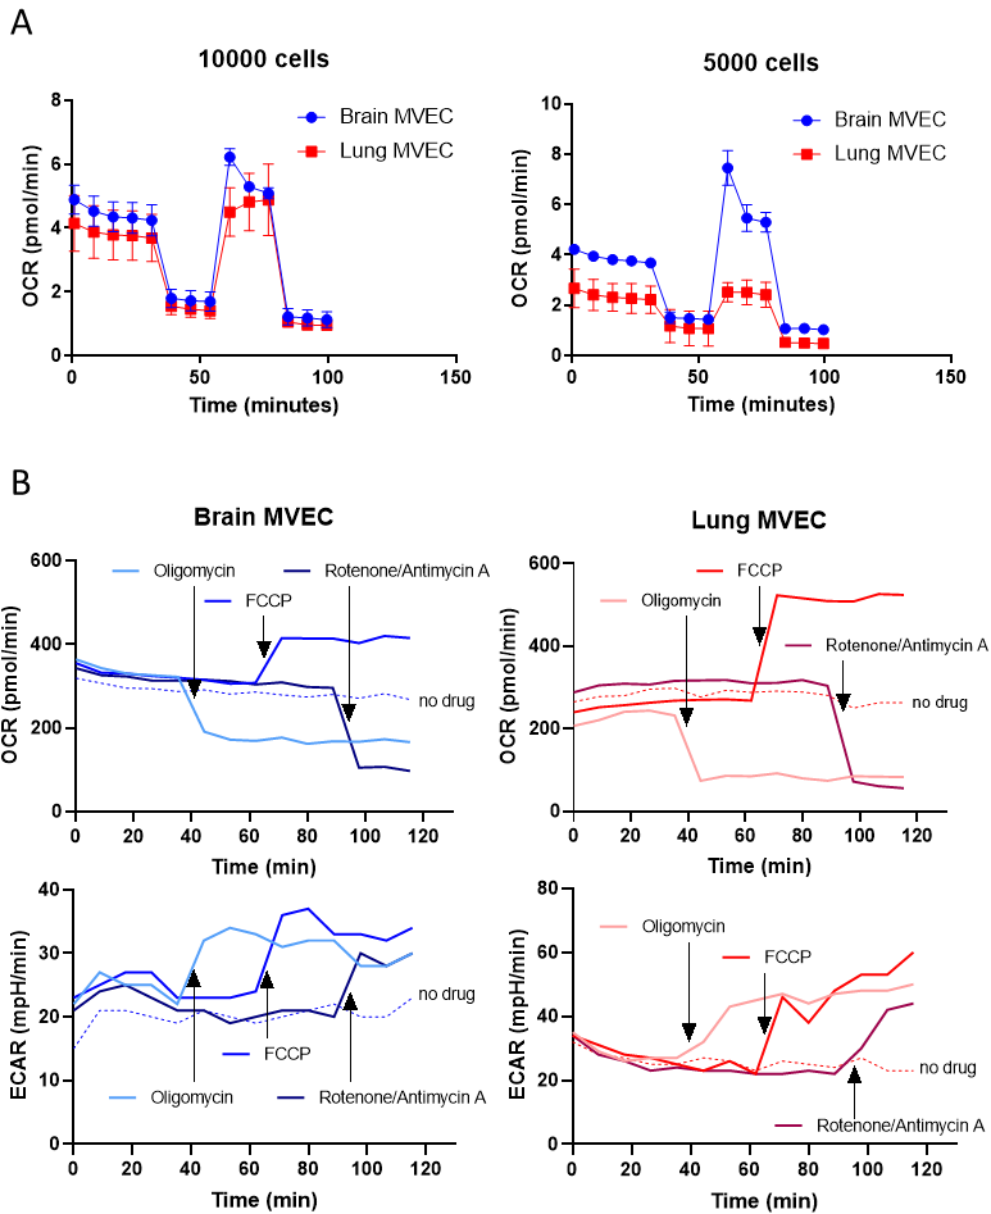 A
10000 cells
8
6
4
2
0
OCR (pmol/min)
Brain MVEC
Lung MVEC
0 50 100 150
Time (minutes)
5000 cells
10
8
6
4
2
0
OCR (pmol/min)
Brain MVEC
Lung MVEC
0 50 100 150
Time (minutes)
B
Brain MVEC
600
400
200
0
OCR (pmol/min)
Oligomycin
Rotenone/Antimycin A
FCCP
no drug
0 20 40 60 80 100 120
Time (min)
Lung MVEC
600
400
200
0
OCR (pmol/min)
FCCP
Oligomycin
Rotenone/Antimycin A
no drug
0 20 40 60 80 100 120
Time (min)
40
30
20
10
0
ECAR (mpH/min)
no drug
FCCP
Oligomycin
Rotenone/Antimycin A
0 20 40 60 80 100 120
Time (min)
80
60
40
20
0
ECAR (mpH/min)
Oligomycin
FCCP
no drug
Rotenone/Antimycin A
0 20 40 60 80 100 120
Time (min)